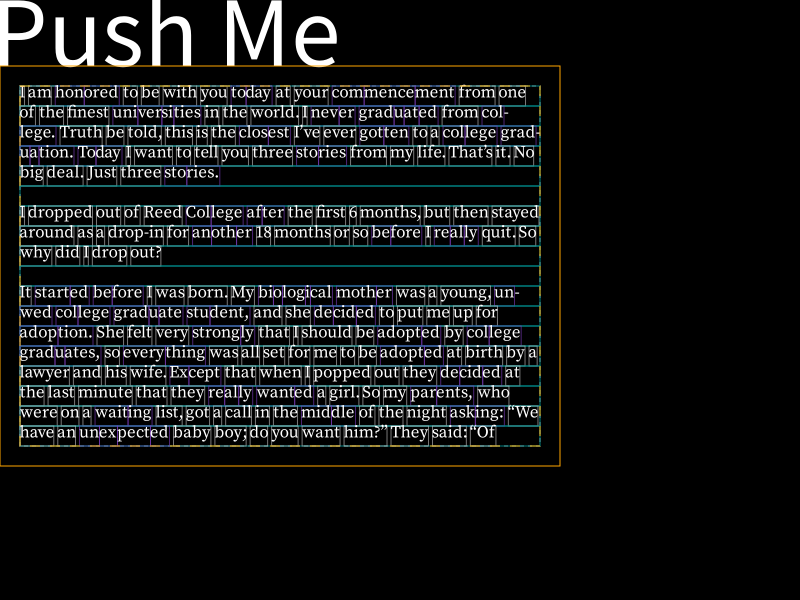 Push Me
I am honored to be with you today at your commencement from one
of the finest universities in the world. I never graduated from col-
lege. Truth be told, this is the closest I've ever gotten to a college grad-
uation. Today I want to tell you three stories from my life. That's it. No
big deal. Just three stories.
I dropped out of Reed College after the first 6 months, but then stayed
around as a drop-in for another 18 months or so before I really quit. So
why did I drop out?
It started before I was born. My biological mother was a young, un-
wed college graduate student, and she decided to put me up for
adoption. She felt very strongly that I should be adopted by college
graduates, so everything was all set for me to be adopted at birth by a
lawyer and his wife. Except that when I popped out they decided at
the last minute that they really wanted a girl. So my parents, who
were on a waiting list, got a call in the middle of the night asking: “We
have an unexpected baby boy; do you want him?” They said: “Of